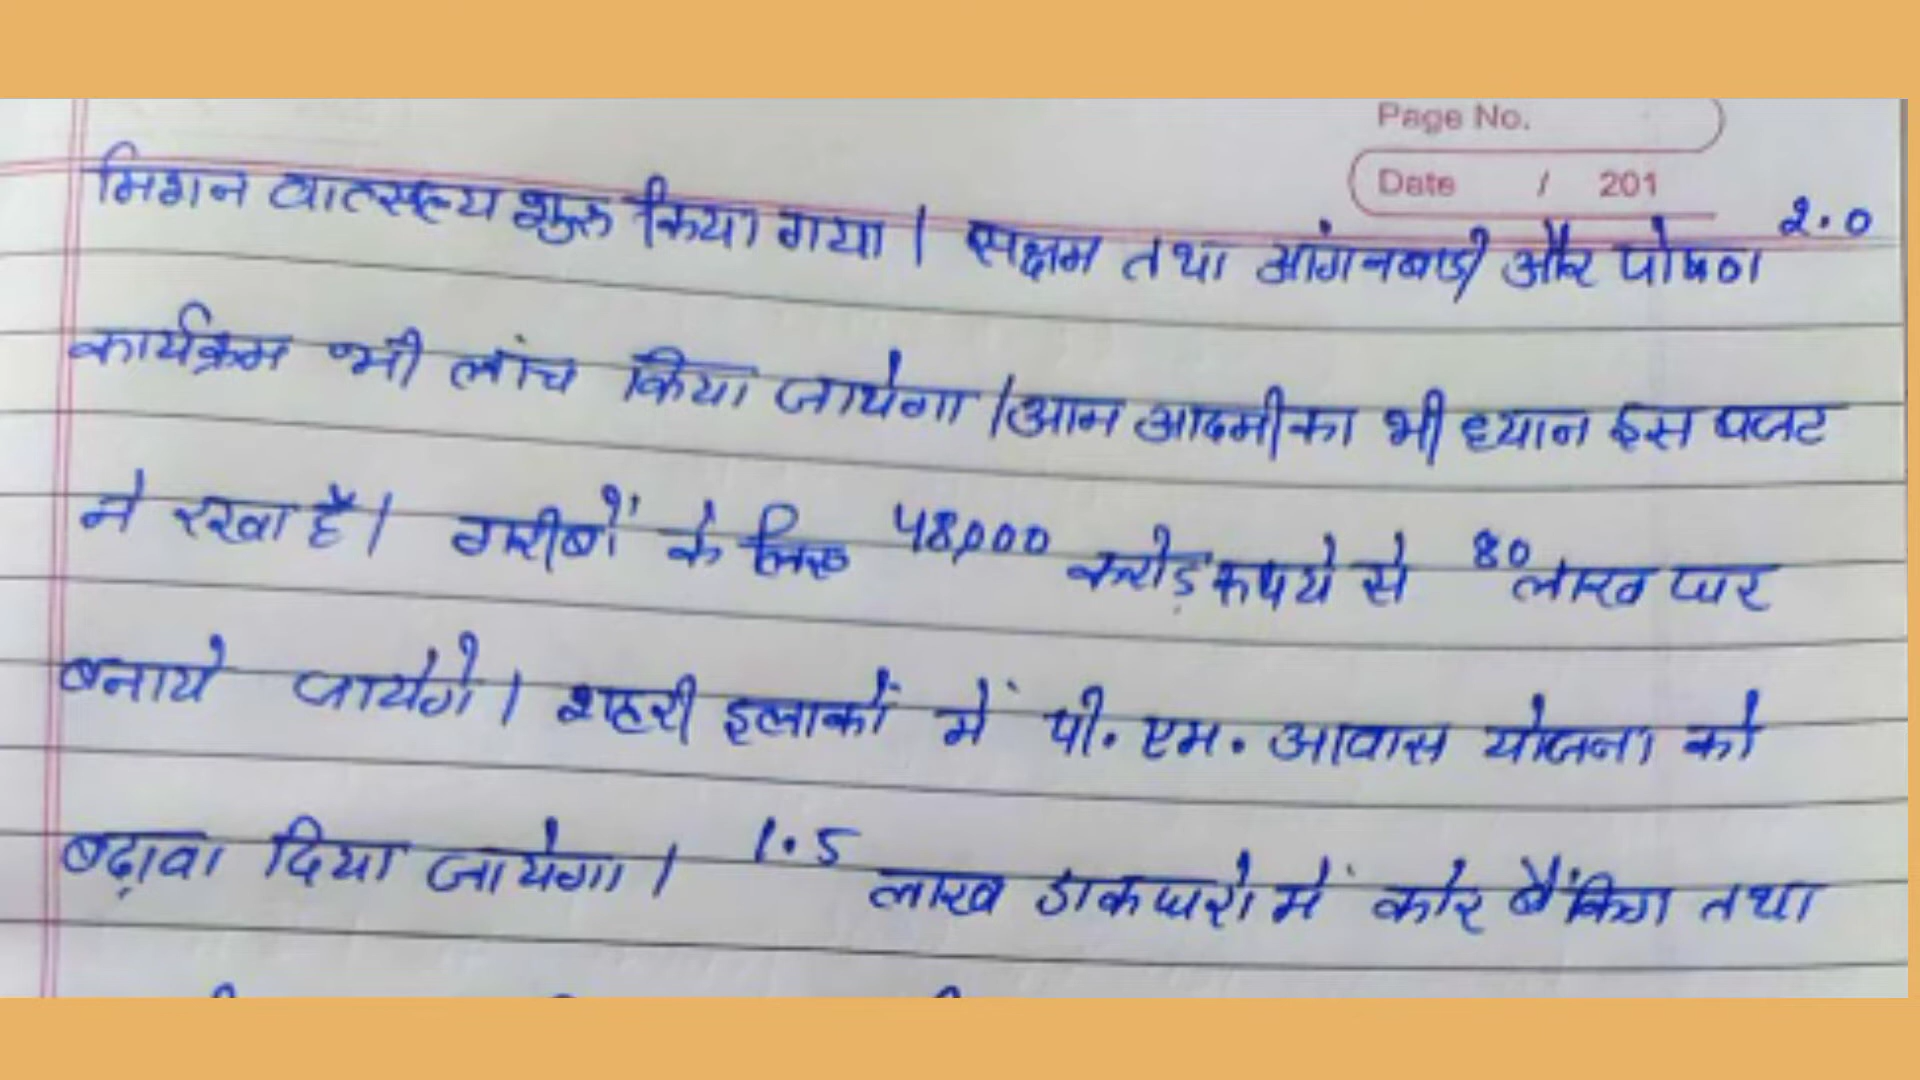 Page No.
Date / 201
मिशन वात्सल्य शुरु किया गया। सक्षम तथा आंगनबाड़ी और पोषण 2.0
कार्यक्रम भी लांच किया जायेगा। आम आदमी का भी ध्यान इस बजट
ने रखा है। गरीबों के लिए 48,000 करोड़ रुपये से 80 लाख घर
बनाये जायेंगे। शहरी इलाकों में पी. एम. आवास योजना को
बढ़ावा दिया जायेगा। 1.5 लाख डाकघरो में कोर बैंकिंग तथा